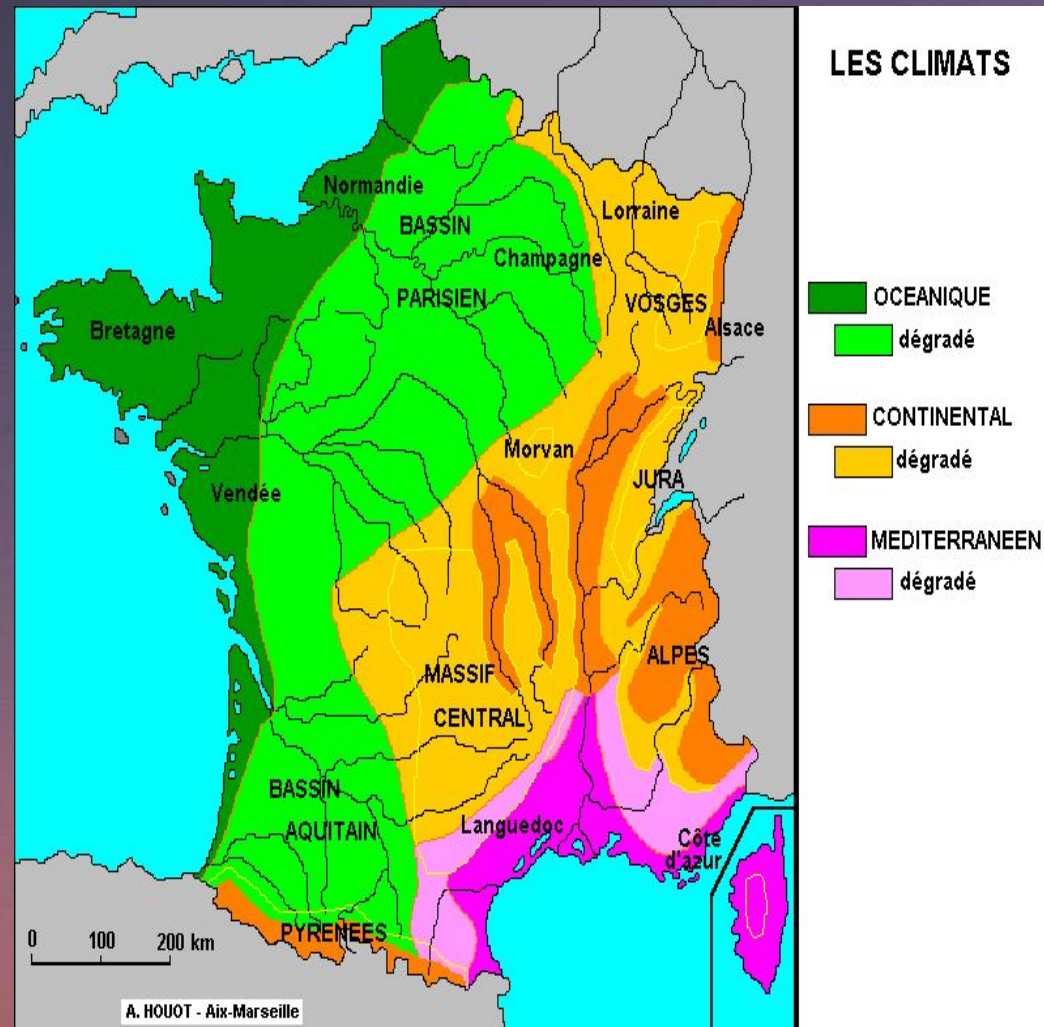 LES CLIMATS
OCEANIQUE
dégradé
CONTINENTAL
dégradé
MEDITERRANEEN
dégradé
Normandie
BASSIN
PARISIEN
Champagne
Lorraine
VOSGES
Alsace
Bretagne
Vendée
Morvan
JURA
MASSIF
CENTRAL
ALPES
BASSIN
AQUITAIN
Languedoc
Côte
d'azur
PYRENEES
0 100 200 km
A. HOUOT - Aix-Marseille